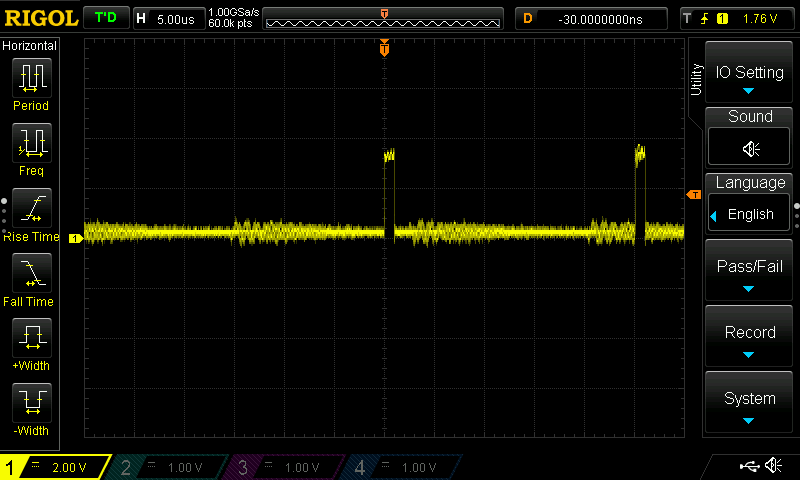 RIGOL T'D H 5.00us 1.00GSa/s
60.0k pts T D -30.0000000ns T 1 1.76 V
Horizontal
T
Period
Freq
Rise Time
Fall Time
+Width
-Width
1
T
Utility
IO Setting
Sound
Language
English
Pass/Fail
Record
System
1 2.00 V 2 1.00 V 3 1.00 V 4 1.00 V